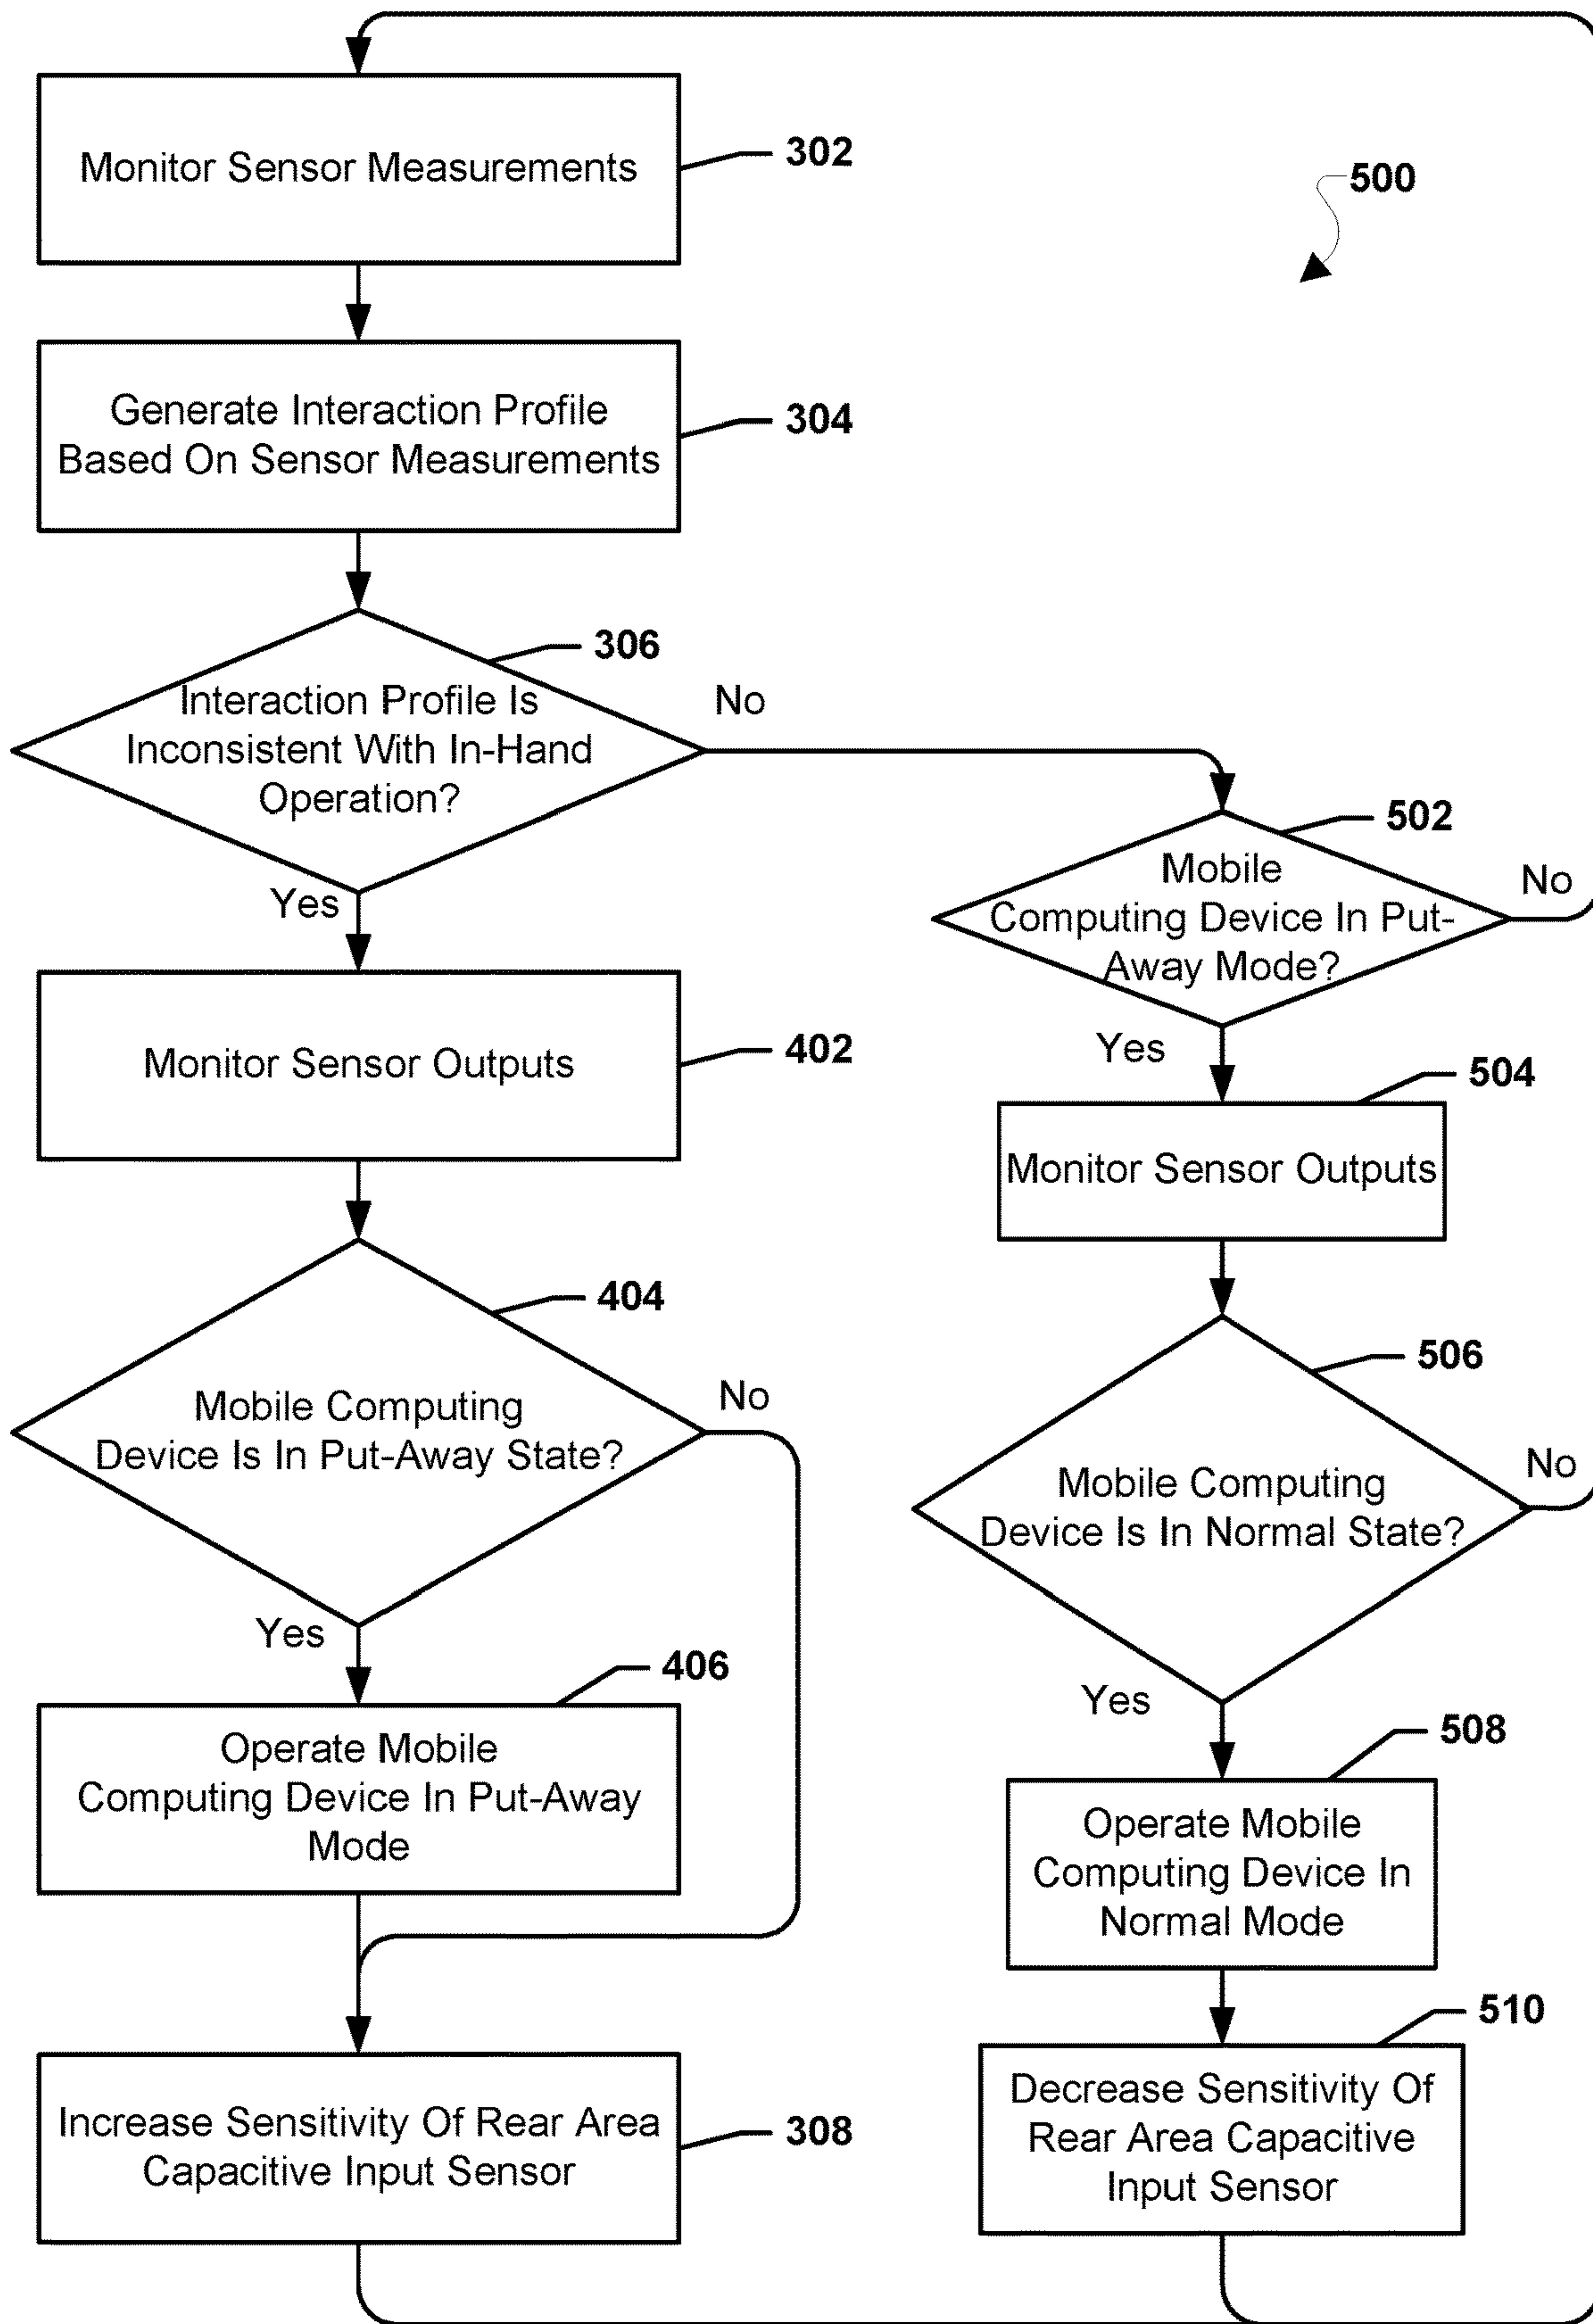 Monitor Sensor Measurements
302
500
Generate Interaction Profile
Based On Sensor Measurements
304
306
Interaction Profile Is
Inconsistent With In-Hand
Operation?
No
Yes
502
Mobile
Computing Device In Put-
Away Mode?
No
Yes
Monitor Sensor Outputs
402
504
Monitor Sensor Outputs
404
Mobile Computing
Device Is In Put-Away State?
No
Yes
506
Mobile Computing
Device Is In Normal State?
No
Yes
406
Operate Mobile
Computing Device In Put-Away
Mode
508
Operate Mobile
Computing Device In
Normal Mode
Increase Sensitivity Of Rear Area
Capacitive Input Sensor
308
510
Decrease Sensitivity Of
Rear Area Capacitive
Input Sensor